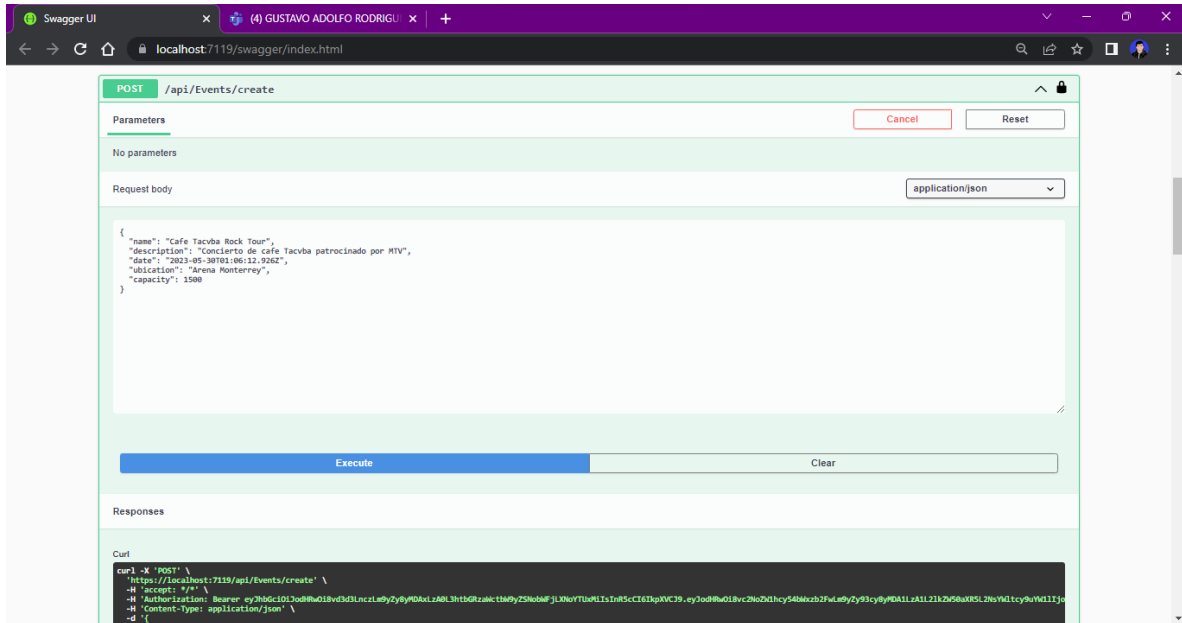 Swagger UI
(4) GUSTAVO ADOLFO RODRIGU
localhost:7119/swagger/index.html
POST /api/Events/create
Parameters
Cancel
Reset
No parameters
Request body
application/json
{
"name": "Cafe Tacvba Rock Tour",
"description": "Concierto de cafe Tacvba patrocinado por MTV",
"date": "2023-05-30T01:06:12.926Z",
"ubication": "Arena Monterrey",
"capacity": 1500
}
Execute
Clear
Responses
Curl
curl -X 'POST' \
'https://localhost:7119/api/Events/create' \
-H 'accept: */*' \
-H 'Authorization: Bearer
-H 'Content-Type: application/json' \
-d '{